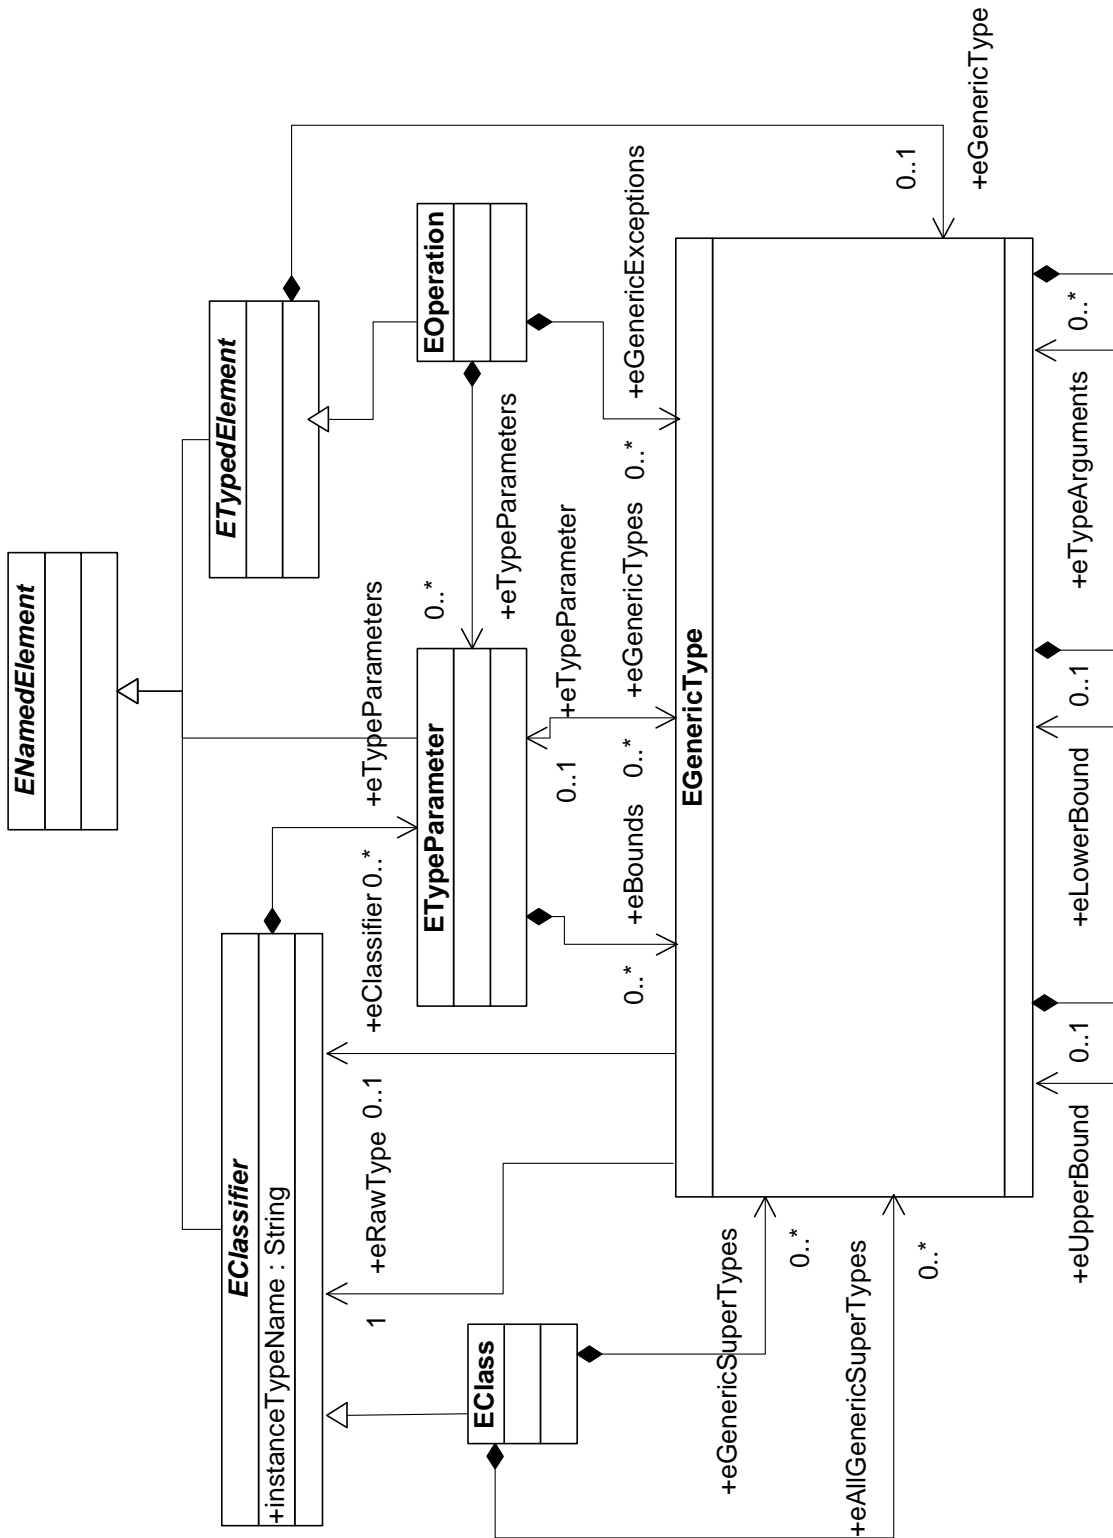 ENamedElement
EClassifier
+instanceTypeName : String
ETypedElement
EClass
ETypeParameter
EOperation
EGenericType
+eRawType
1
+eClassifier
0..1
+eTypeParameters
0..*
+eTypeParameters
0..*
+eTypeParameter
0..1
+eGenericTypes
0..*
+eBounds
0..*
+eGenericExceptions
0..*
+eGenericType
0..1
+eGenericSuperTypes
0..*
+eAllGenericSuperTypes
0..*
+eUpperBound
0..1
+eLowerBound
0..1
+eTypeArguments
0..*